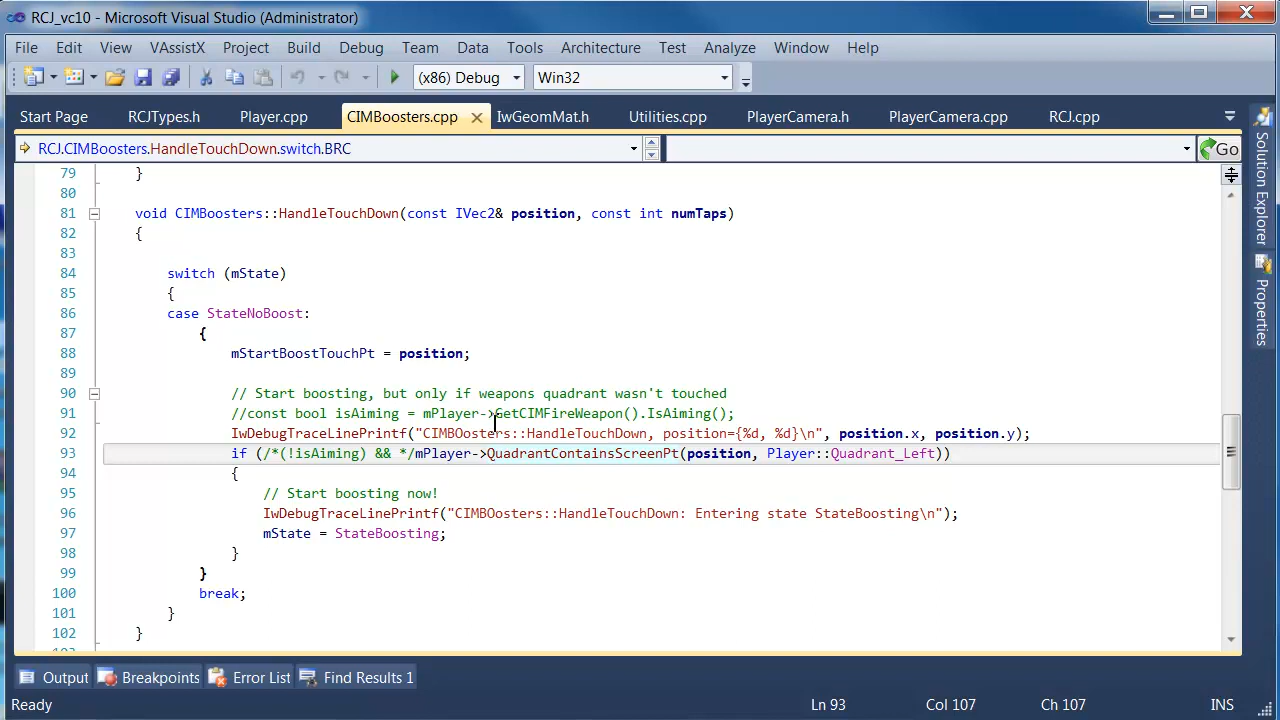 RCJ_vc10 - Microsoft Visual Studio (Administrator)
File Edit View VAssistX Project Build Debug Team Data Tools Architecture Test Analyze Window Help
(x86) Debug Win32
Start Page RCJTypes.h Player.cpp CIMBoosters.cpp IwGeomMat.h Utilities.cpp PlayerCamera.h PlayerCamera.cpp RCJ.cpp
RCJ.CIMBoosters.HandleTouchDown.switch.BRC Go
79 }
80
81 void CIMBoosters::HandleTouchDown(const IVec2& position, const int numTaps)
82 {
83
84 switch (mState)
85 {
86 case StateNoBoost:
87 {
88 mStartBoostTouchPt = position;
89
90 // Start boosting, but only if weapons quadrant wasn't touched
91 //const bool isAiming = mPlayer->GetCIMFireWeapon().IsAiming();
92 IwDebugTraceLinePrintf("CIMBOosters::HandleTouchDown, position={%d, %d}\n", position.x, position.y);
93 if (/*(!isAiming) && */mPlayer->QuadrantContainsScreenPt(position, Player::Quadrant_Left))
94 {
95 // Start boosting now!
96 IwDebugTraceLinePrintf("CIMBOosters::HandleTouchDown: Entering state StateBoosting\n");
97 mState = StateBoosting;
98 }
99 }
100 break;
101 }
102 }
Solution Explorer
Properties
Output Breakpoints Error List Find Results 1
Ready Ln 93 Col 107 Ch 107 INS